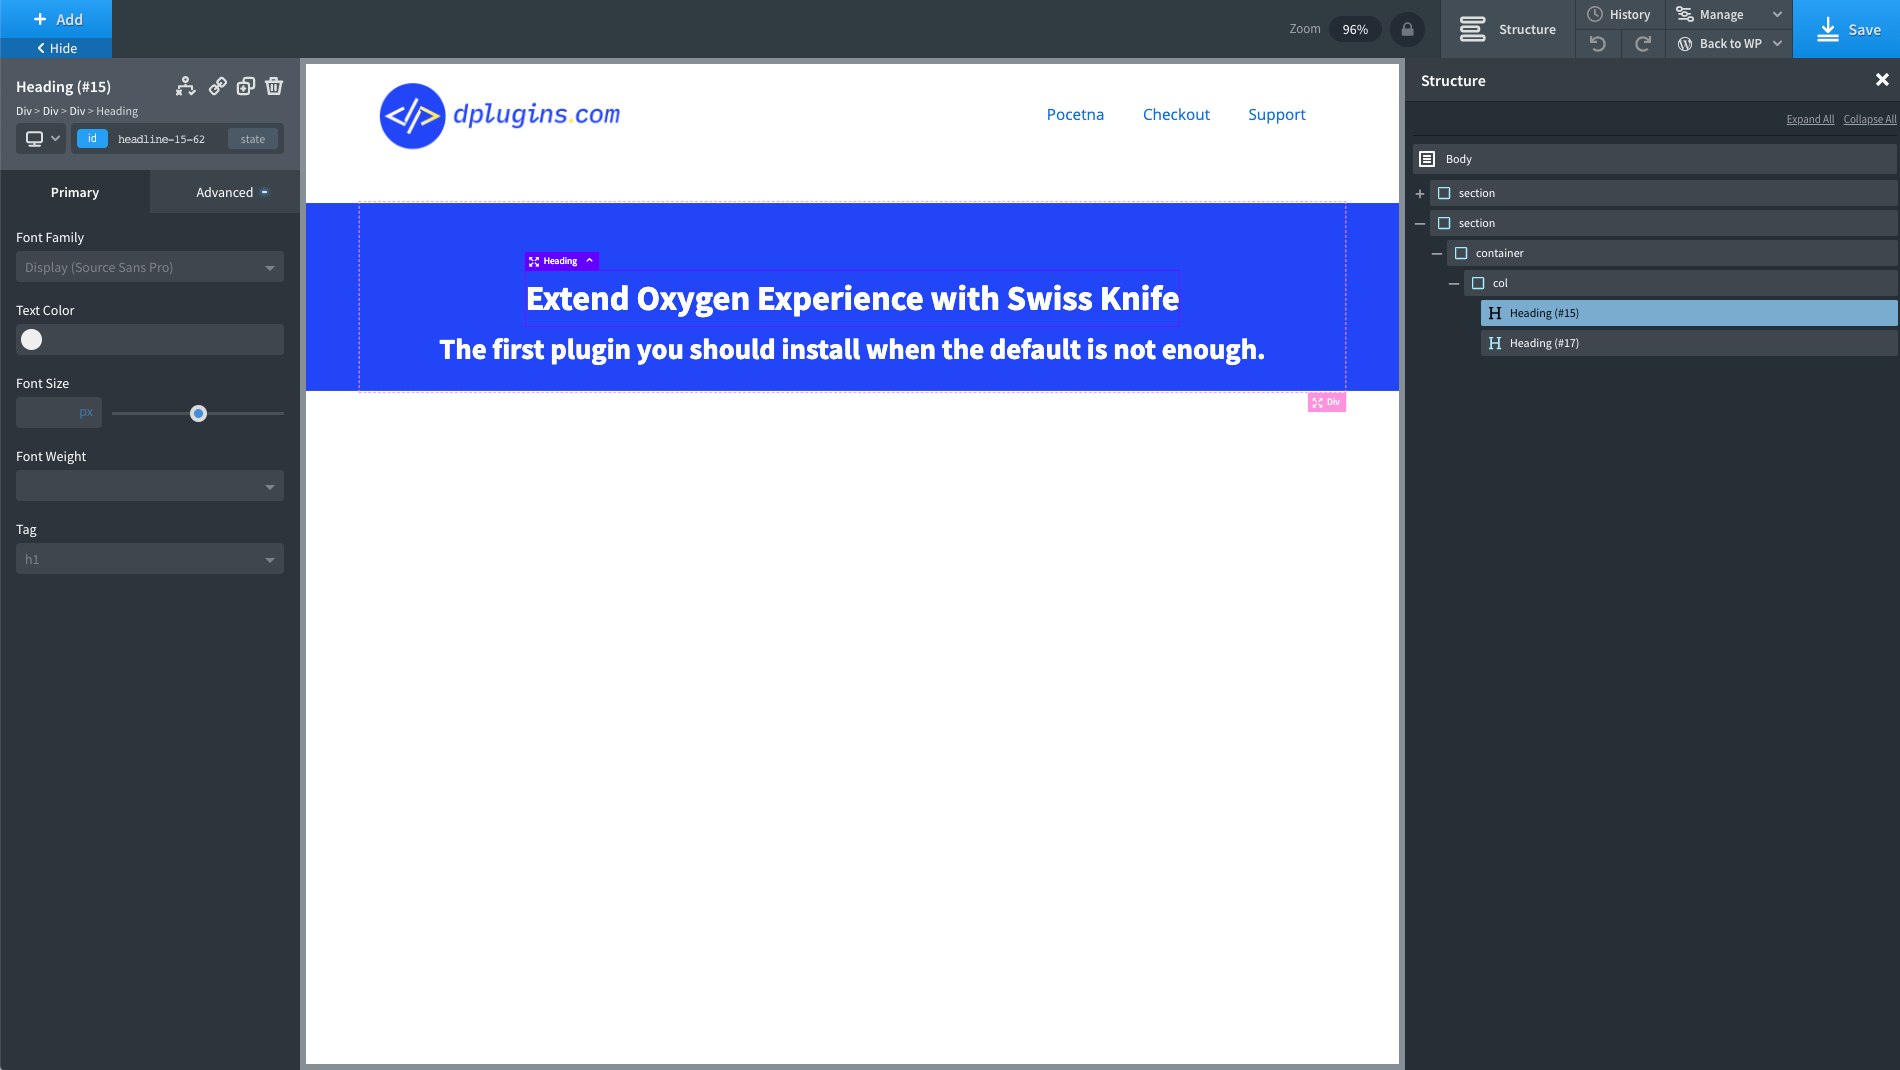 Add
Hide
Zoom
96%
Structure
History
Manage
Back to WP
Save
Heading (#15)
Div > Div > Div > Heading
id
headline-15-62
state
Primary
Advanced
Font Family
Display (Source Sans Pro)
Text Color
Font Size
px
Font Weight
Tag
h1
dplugins.com
Pocetna
Checkout
Support
Heading
Extend Oxygen Experience with Swiss Knife
The first plugin you should install when the default is not enough.
Div
Structure
Expand All
Collapse All
Body
section
section
container
col
Heading (#15)
Heading (#17)